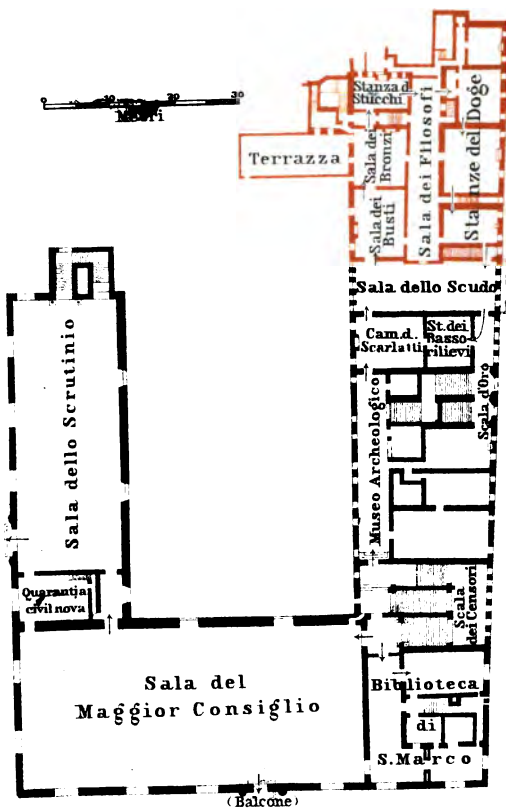 0 10 20 30
Metri
Stanza d.
Stucchi
Terrazza
Sala dei
Bronzi
Sala dei Filosofi
Stanze del Doge
Sala dei
Busti
Sala dello Scudo
Cam. d.
Scarlatti
St. dei
Basso-
rilievi
Scala d'Oro
Museo Archeologico
Sala dello Scrutinio
Quarantia
civil nova
Scala
dei Censori
Sala del
Maggior Consiglio
Biblioteca
di
S. Marco
(Balcone)